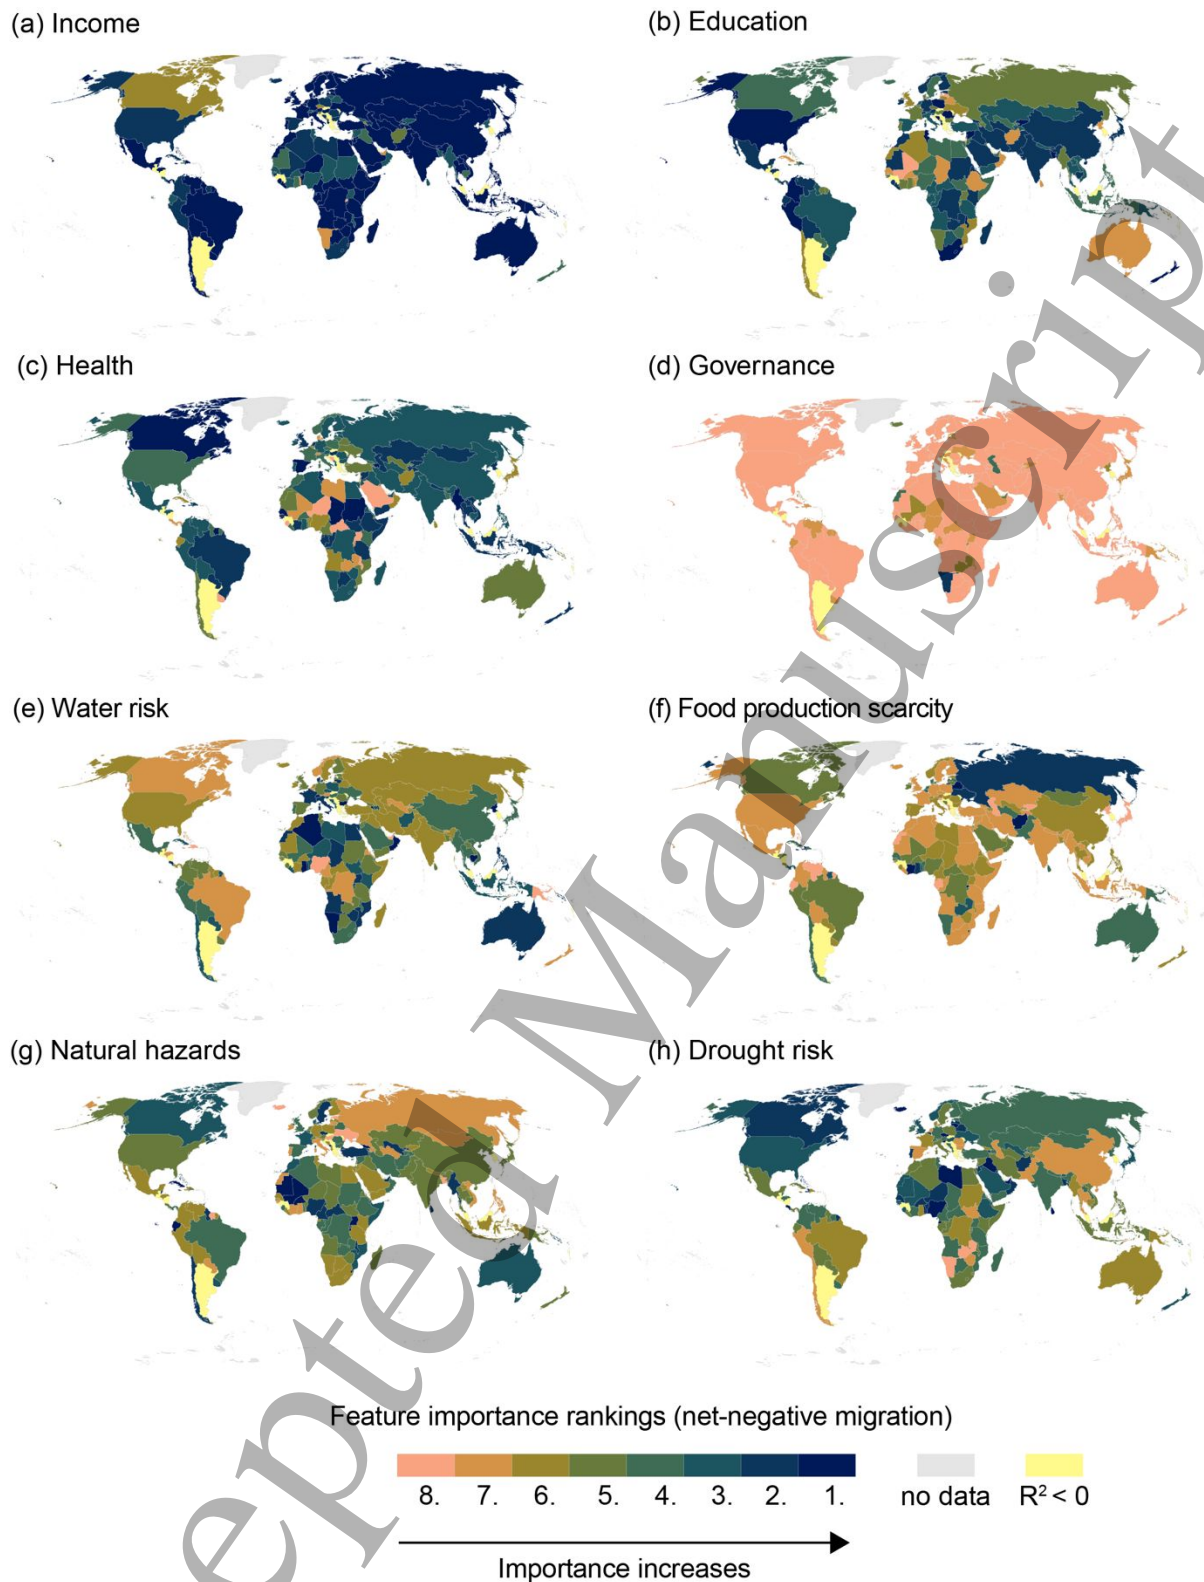 (a) Income
(b) Education
(c) Health
(d) Governance
(e) Water risk
(f) Food production scarcity
(g) Natural hazards
(h) Drought risk
Feature importance rankings (net-negative migration)
8. 7. 6. 5. 4. 3. 2. 1. no data R² < 0
Importance increases
epted Manuscript